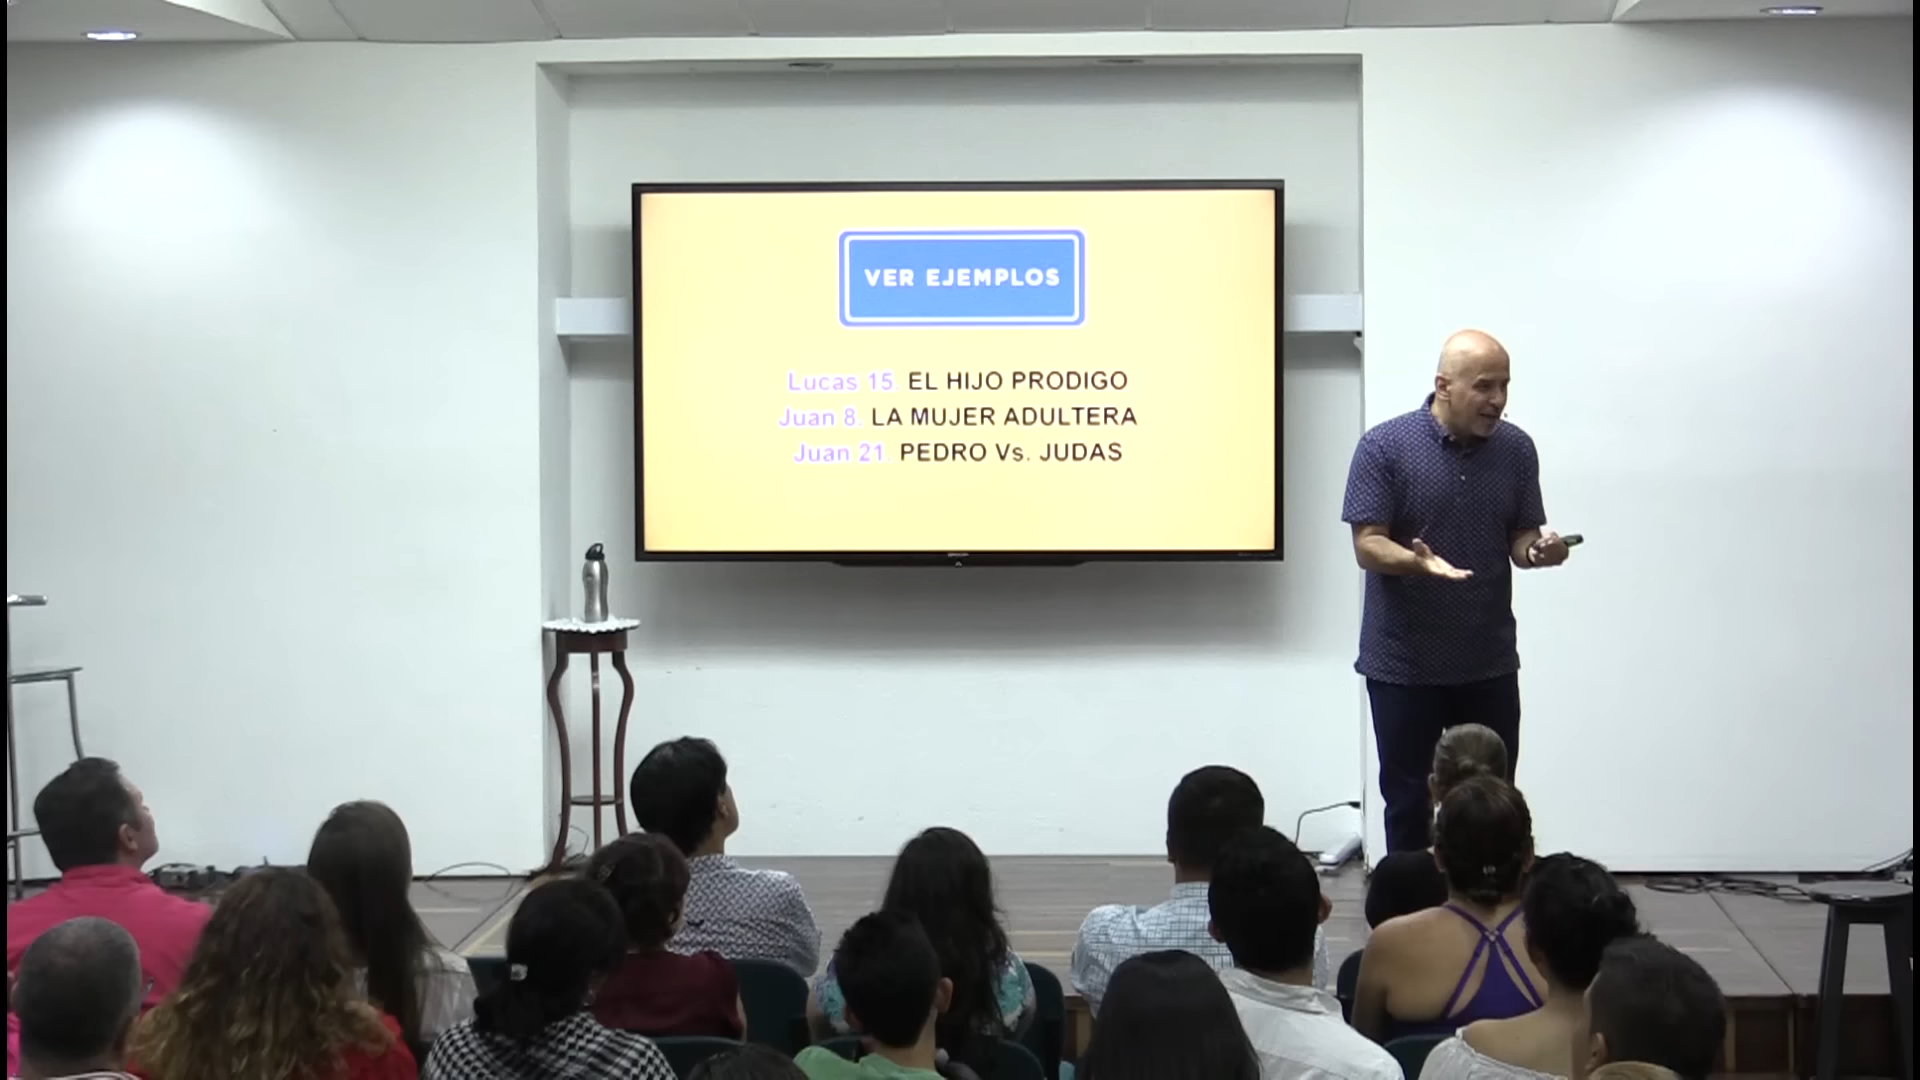 VER EJEMPLOS
Lucas 15. EL HIJO PRODIGO
Juan 8. LA MUJER ADULTERA
Juan 21. PEDRO Vs. JUDAS